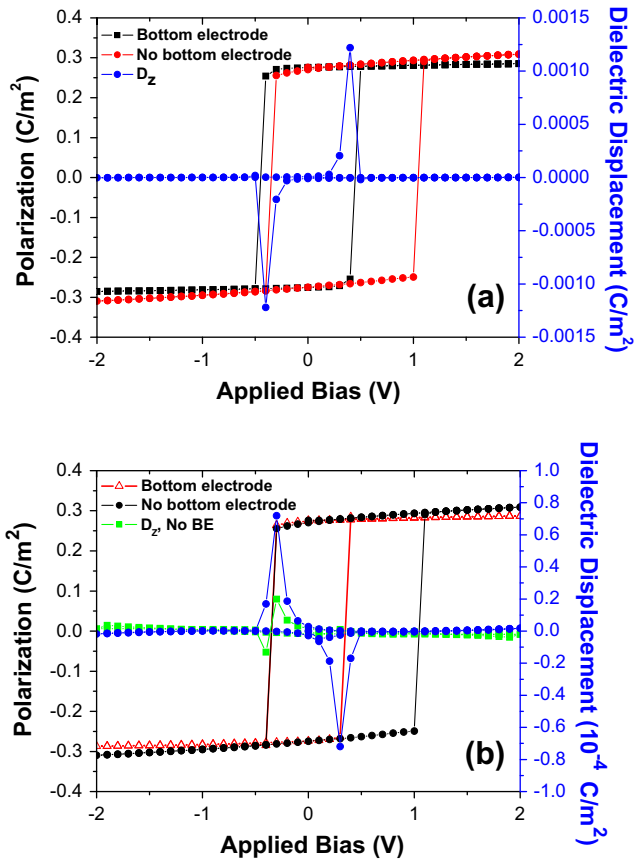 Bottom electrode
No bottom electrode
Dz
(a)
0.4
0.3
0.2
0.1
0.0
-0.1
-0.2
-0.3
-0.4
Polarization (C/m²)
-2 -1 0 1 2
Applied Bias (V)
0.0015
0.0010
0.0005
0.0000
-0.0005
-0.0010
-0.0015
Dielectric Displacement (C/m²)
Bottom electrode
No bottom electrode
Dz, No BE
(b)
0.4
0.3
0.2
0.1
0.0
-0.1
-0.2
-0.3
-0.4
Polarization (C/m²)
-2 -1 0 1 2
Applied Bias (V)
1.0
0.8
0.6
0.4
0.2
0.0
-0.2
-0.4
-0.6
-0.8
-1.0
Dielectric Displacement (10⁻⁴ C/m²)